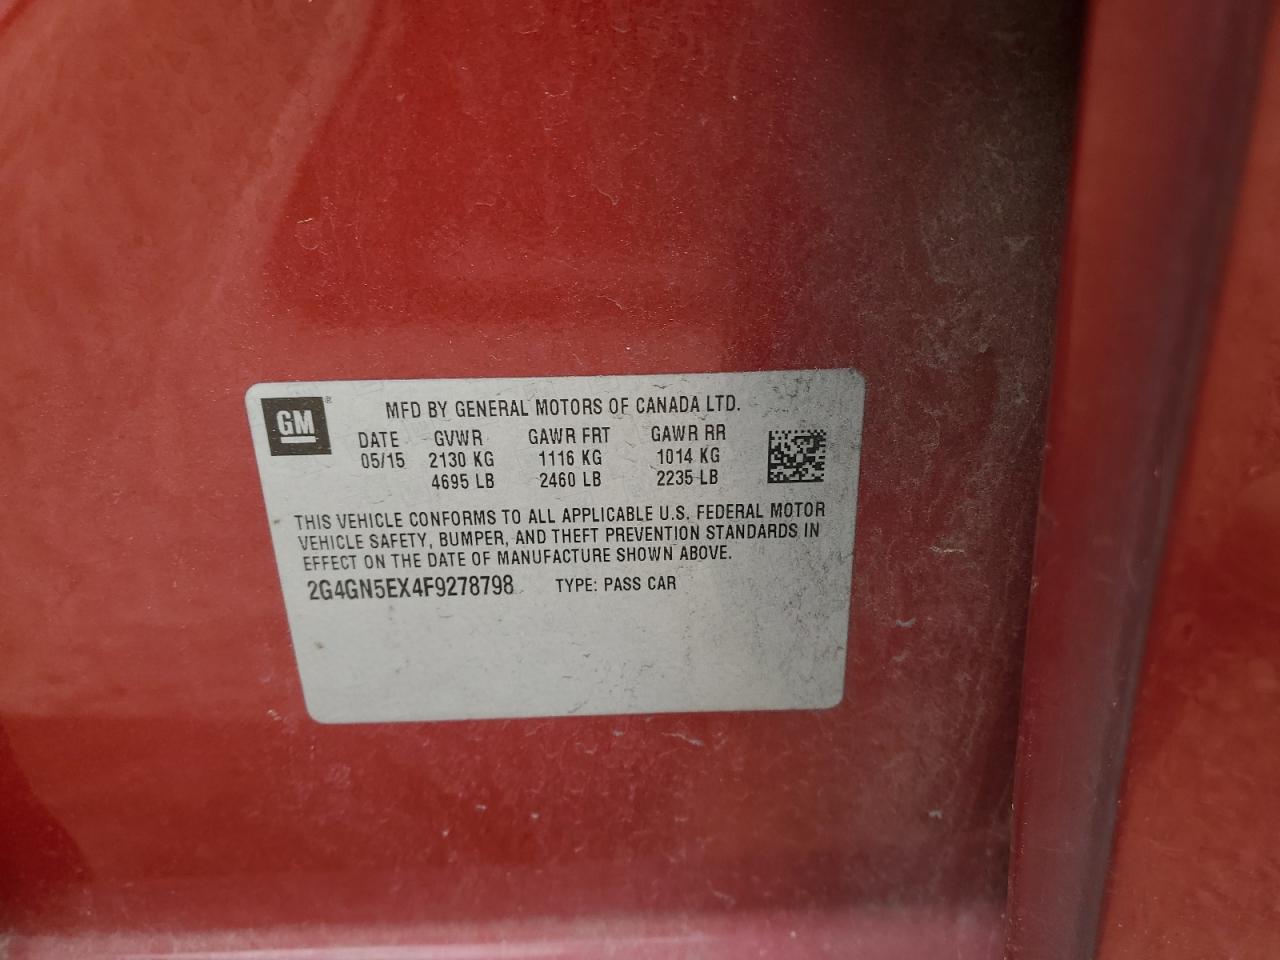 GM ®
MFD BY GENERAL MOTORS OF CANADA LTD.
DATE GVWR GAWR FRT GAWR RR
05/15 2130 KG 1116 KG 1014 KG
4695 LB 2460 LB 2235 LB
THIS VEHICLE CONFORMS TO ALL APPLICABLE U.S. FEDERAL MOTOR
VEHICLE SAFETY, BUMPER, AND THEFT PREVENTION STANDARDS IN
EFFECT ON THE DATE OF MANUFACTURE SHOWN ABOVE.
2G4GN5EX4F9278798 TYPE: PASS CAR